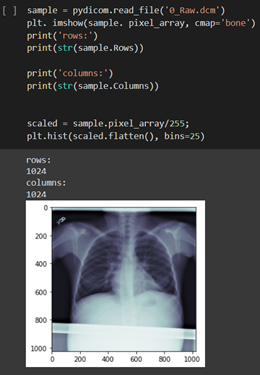 [ ] sample = pydicom.read_file('0_Raw.dcm')
plt. imshow(sample. pixel_array, cmap='bone')
print('rows:')
print(str(sample.Rows))
print('columns:')
print(str(sample.Columns))
scaled = sample.pixel_array/255;
plt.hist(scaled.flatten(), bins=25)
rows:
1024
columns:
1024
0
200
400
600
800
1000
0 200 400 600 800 1000